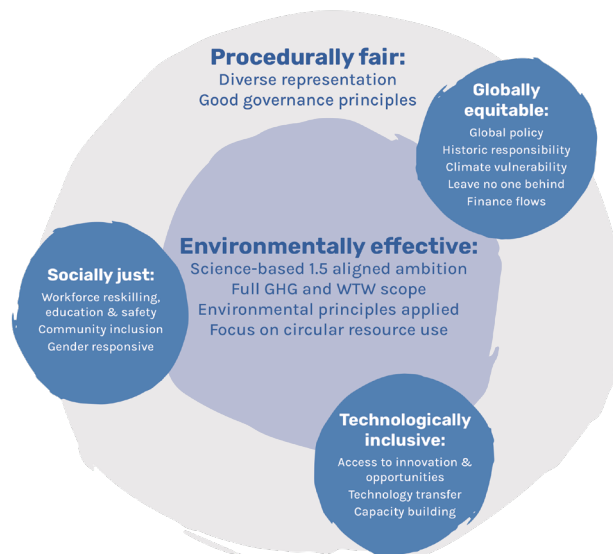 Procedurally fair:
Diverse representation
Good governance principles
Globally
equitable:
Global policy
Historic responsibility
Climate vulnerability
Leave no one behind
Finance flows
Environmentally effective:
Science-based 1.5 aligned ambition
Full GHG and WTW scope
Environmental principles applied
Focus on circular resource use
Socially just:
Workforce reskilling,
education & safety
Community inclusion
Gender responsive
Technologically
inclusive:
Access to innovation &
opportunities
Technology transfer
Capacity building